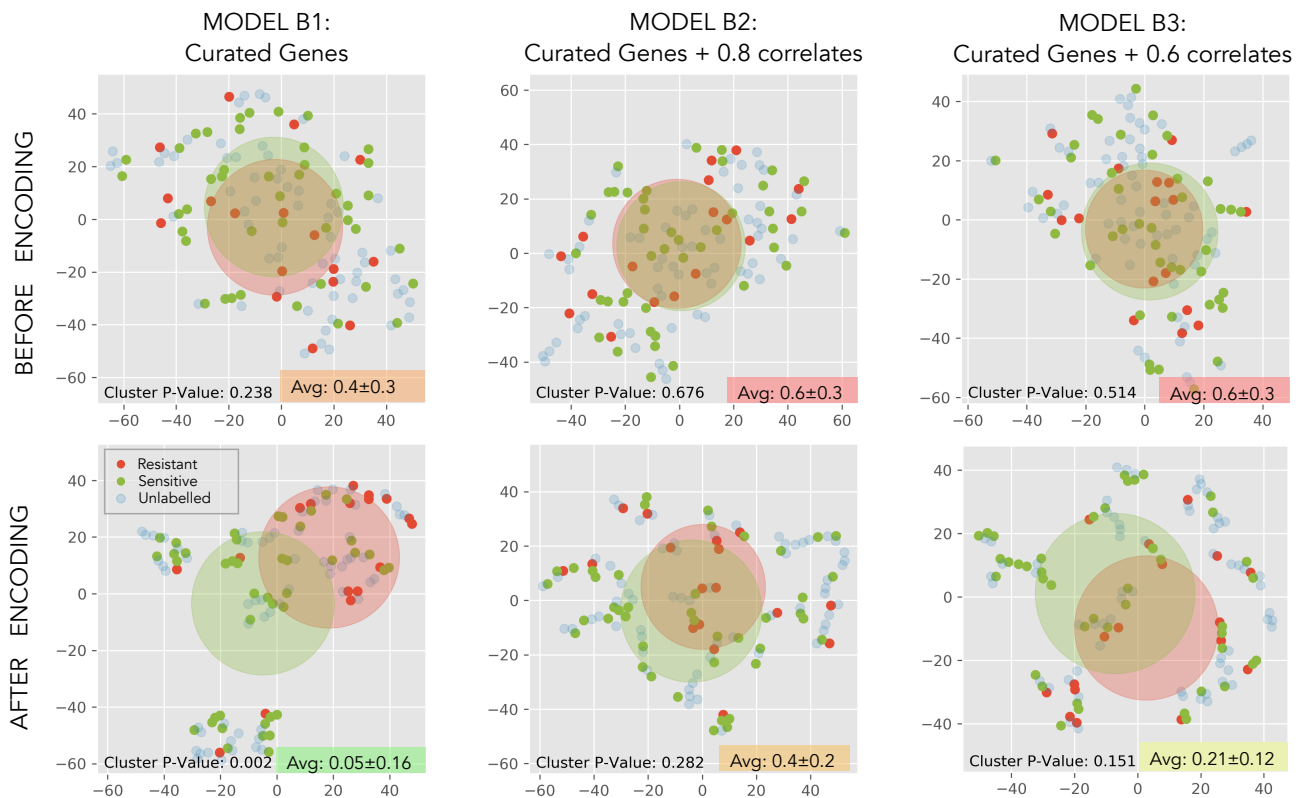 MODEL B1:
Curated Genes
MODEL B2:
Curated Genes + 0.8 correlates
MODEL B3:
Curated Genes + 0.6 correlates
BEFORE ENCODING
−60 −40 −20 0 20 40
40
20
0
−20
−40
−60
Cluster P-Value: 0.238
Avg: 0.4±0.3
−60 −40 −20 0 20 40
60
40
20
0
−20
−40
Cluster P-Value: 0.676
Avg: 0.6±0.3
−40 −20 0 20 40 60
40
20
0
−20
−40
−60
Cluster P-Value: 0.514
Avg: 0.6±0.3
−60 −40 −20 0 20 40
AFTER ENCODING
Resistant
Sensitive
Unlabelled
40
20
0
−20
−40
−60
Cluster P-Value: 0.002
Avg: 0.05±0.16
−60 −40 −20 0 20 40
40
20
0
−20
−40
−60
Cluster P-Value: 0.282
Avg: 0.4±0.2
−60 −40 −20 0 20 40
40
20
0
−20
−40
Cluster P-Value: 0.151
Avg: 0.21±0.12
−40 −20 0 20 40